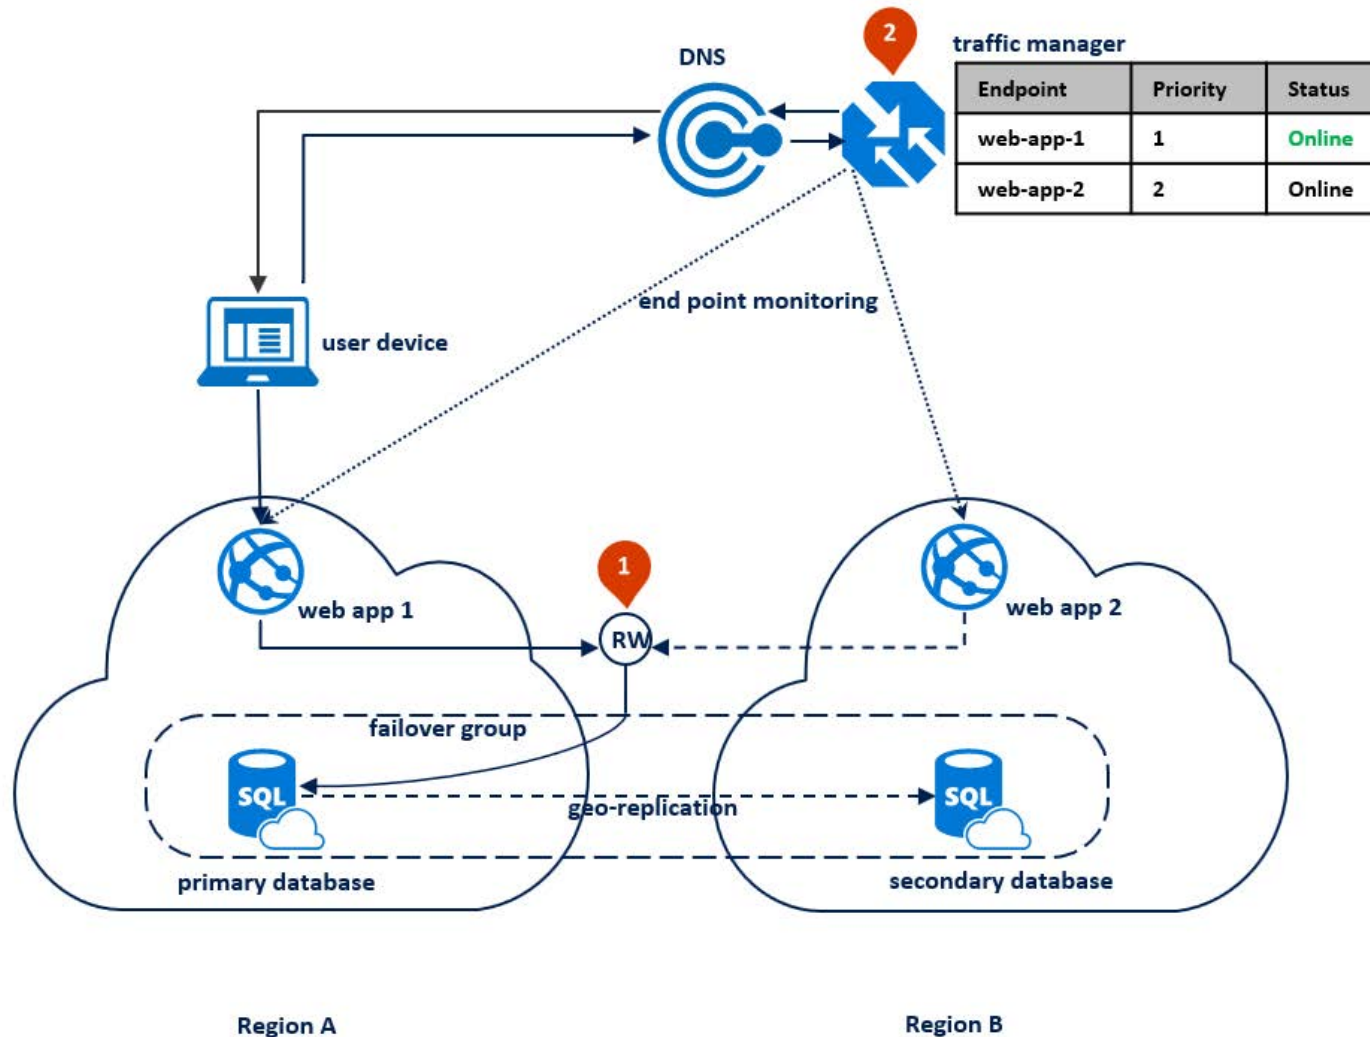 2
traffic manager
DNS
Endpoint Priority Status
web-app-1 1 Online
web-app-2 2 Online
end point monitoring
user device
1
web app 1
RW
web app 2
failover group
SQL
SQL
geo-replication
primary database
secondary database
Region A
Region B